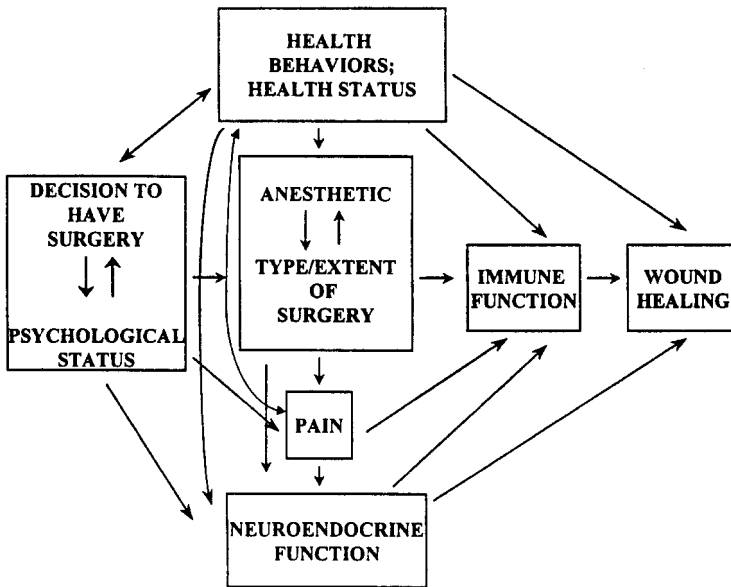 HEALTH
BEHAVIORS;
HEALTH STATUS
DECISION TO
HAVE
SURGERY
PSYCHOLOGICAL
STATUS
ANESTHETIC
TYPE/EXTENT
OF
SURGERY
IMMUNE
FUNCTION
WOUND
HEALING
PAIN
NEUROENDOCRINE
FUNCTION